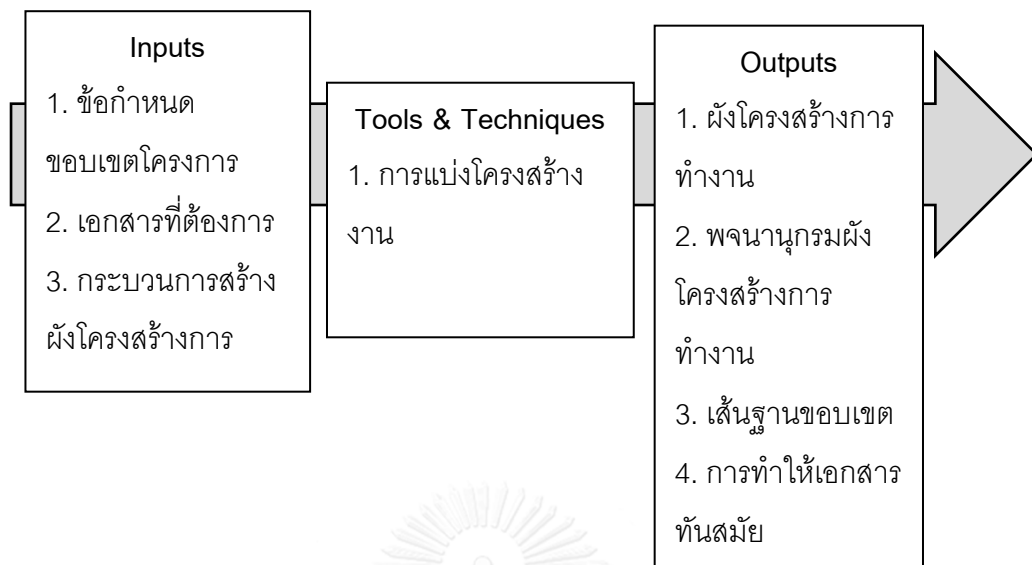 Inputs
1. ข้อกำหนด
ขอบเขตโครงการ
2. เอกสารที่ต้องการ
3. กระบวนการสร้าง
ผังโครงสร้างการ
Tools & Techniques
1. การแบ่งโครงสร้าง
งาน
Outputs
1. ผังโครงสร้างการ
ทำงาน
2. พจนานุกรมผัง
โครงสร้างการ
ทำงาน
3. เส้นฐานขอบเขต
4. การทำให้เอกสาร
ทันสมัย